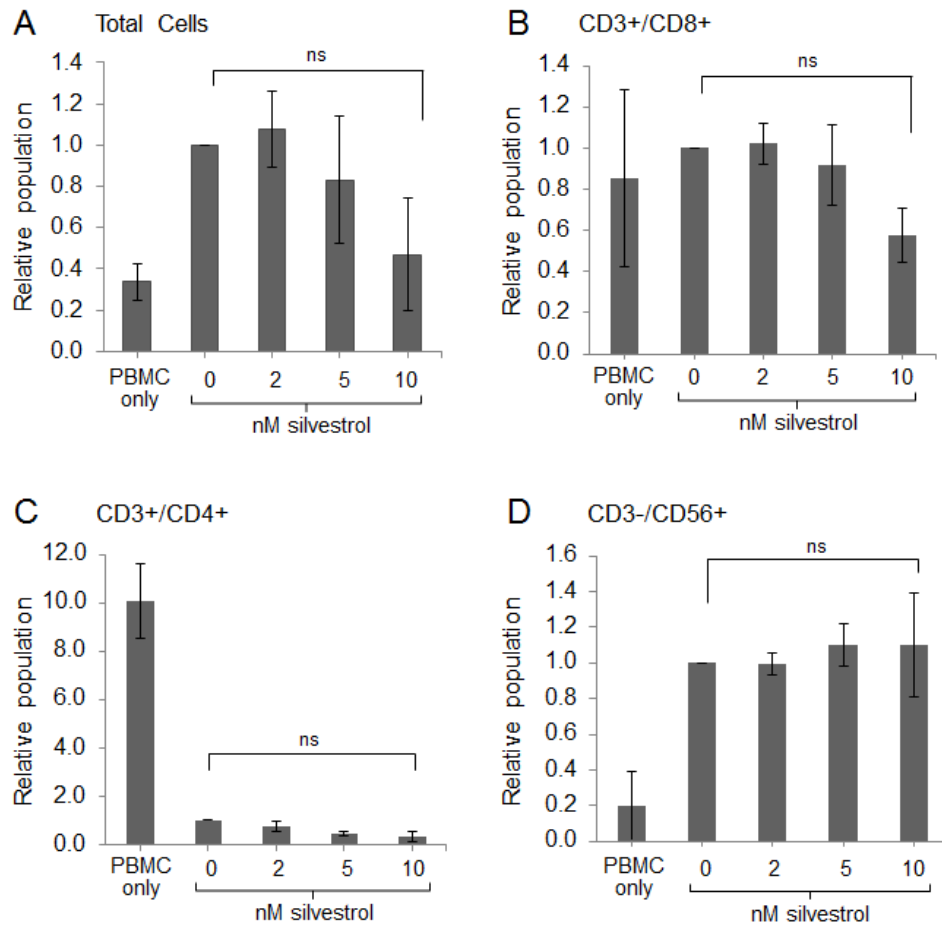 A Total Cells
Relative population
1.4
1.2
1.0
0.8
0.6
0.4
0.2
0.0
ns
PBMC only
0 2 5 10
nM silvestrol
B CD3+/CD8+
Relative population
1.4
1.2
1.0
0.8
0.6
0.4
0.2
0.0
ns
PBMC only
0 2 5 10
nM silvestrol
C CD3+/CD4+
Relative population
12.0
10.0
8.0
6.0
4.0
2.0
0.0
ns
PBMC only
0 2 5 10
nM silvestrol
D CD3-/CD56+
Relative population
1.6
1.4
1.2
1.0
0.8
0.6
0.4
0.2
0.0
ns
PBMC only
0 2 5 10
nM silvestrol